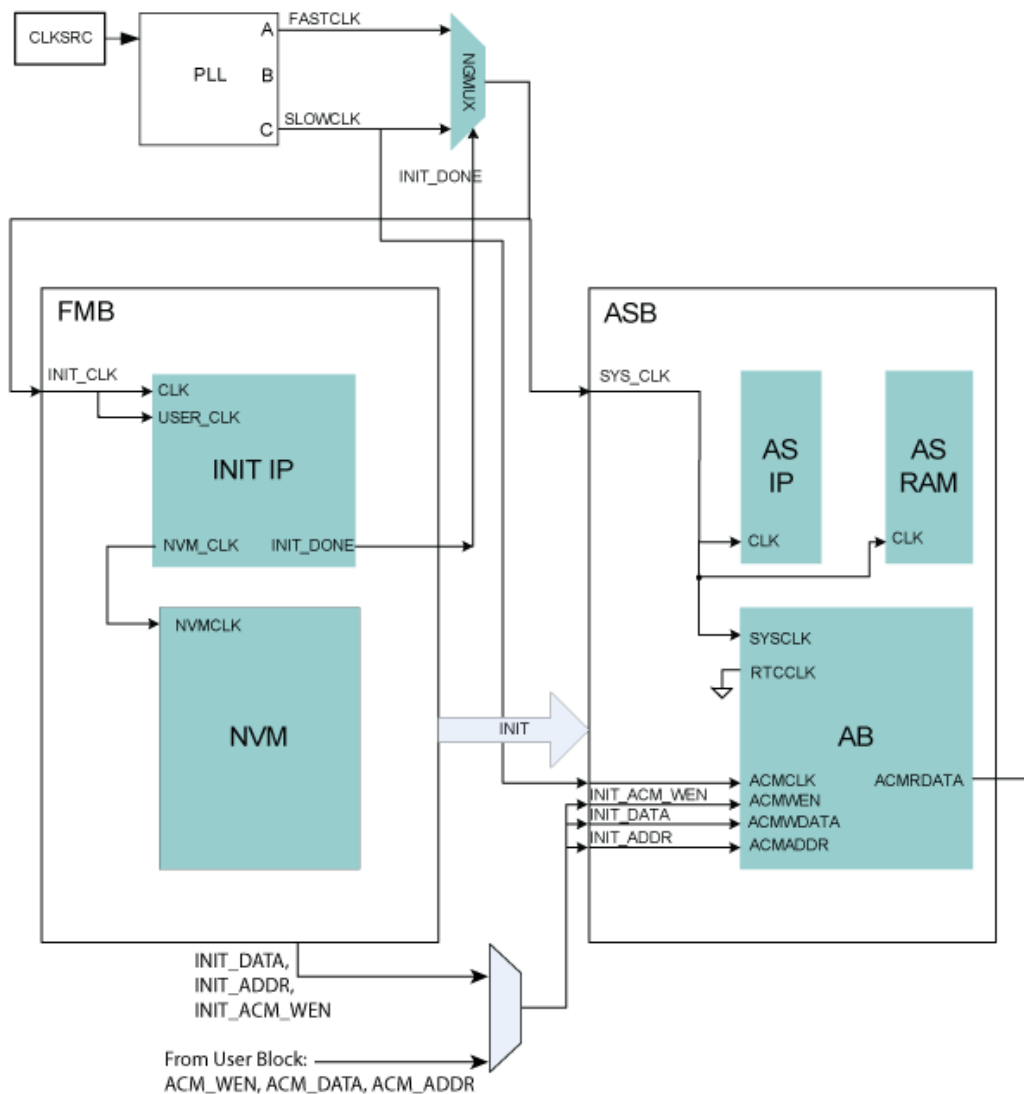 CLKSRC
PLL
A
B
C
FASTCLK
SLOWCLK
NGMUX
INIT_DONE
FMB
INIT_CLK
CLK
USER_CLK
INIT IP
NVM_CLK
INIT_DONE
NVMCLK
NVM
INIT
ASB
SYS_CLK
AS
IP
CLK
AS
RAM
CLK
SYSCLK
RTCCLK
AB
ACMCLK
ACMRDATA
INIT_ACM_WEN
ACMWEN
INIT_DATA
ACMWDATA
INIT_ADDR
ACMADDR
INIT_DATA,
INIT_ADDR,
INIT_ACM_WEN
From User Block:
ACM_WEN, ACM_DATA, ACM_ADDR